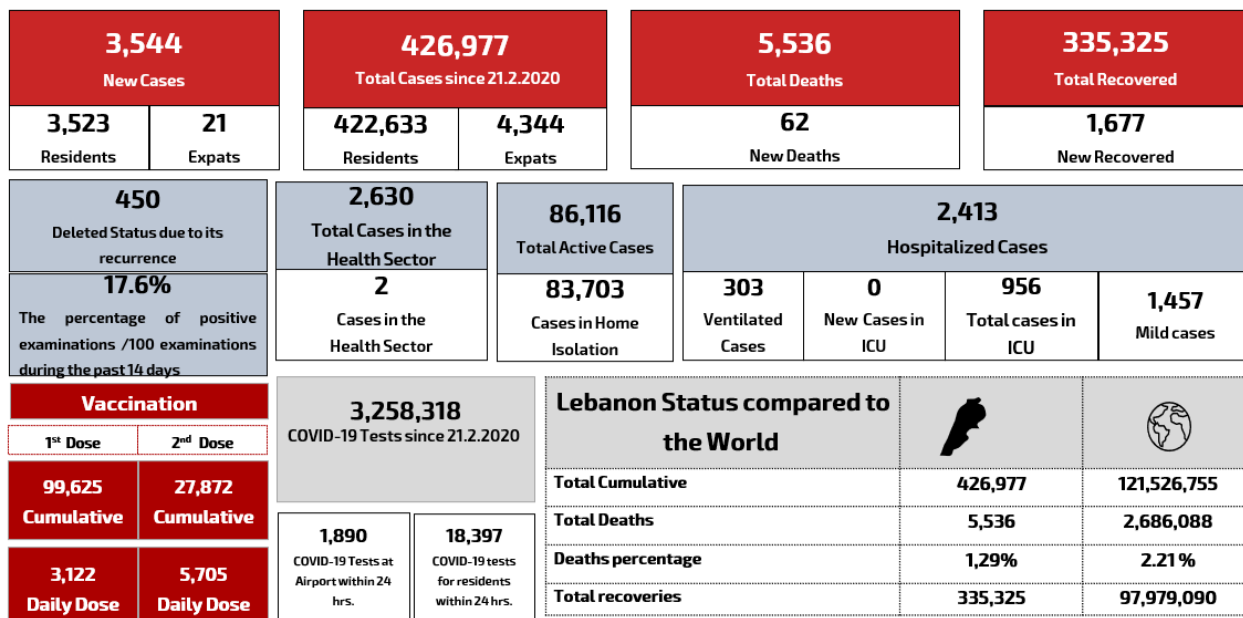 3,544
New Cases
3,523
Residents
21
Expats
426,977
Total Cases since 21.2.2020
422,633
Residents
4,344
Expats
5,536
Total Deaths
62
New Deaths
335,325
Total Recovered
1,677
New Recovered
450
Deleted Status due to its
recurrence
17.6%
The percentage of positive
examinations /100 examinations
during the past 14 days
2,630
Total Cases in the
Health Sector
2
Cases in the
Health Sector
86,116
Total Active Cases
83,703
Cases in Home
Isolation
2,413
Hospitalized Cases
303
Ventilated
Cases
0
New Cases in
ICU
956
Total cases in
ICU
1,457
Mild cases
Vaccination
1st Dose
2nd Dose
99,625
Cumulative
27,872
Cumulative
3,122
Daily Dose
5,705
Daily Dose
3,258,318
COVID-19 Tests since 21.2.2020
1,890
COVID-19 Tests at
Airport within 24
hrs.
18,397
COVID-19 tests
for residents
within 24 hrs.
Lebanon Status compared to
the World
Total Cumulative 426,977 121,526,755
Total Deaths 5,536 2,686,088
Deaths percentage 1,29% 2.21 %
Total recoveries 335,325 97,979,090